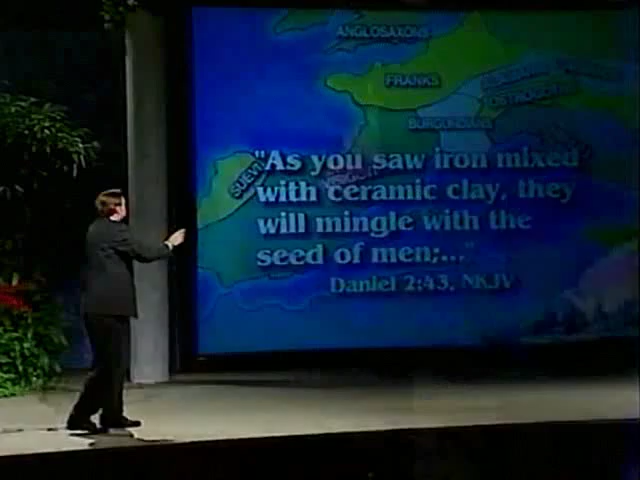 ANGLOSAXONS
FRANKS
BURGUNDIANS
SUEVI
"As you saw iron mixed
with ceramic clay, they
will mingle with the
seed of men;..."
Daniel 2:43, NKJV